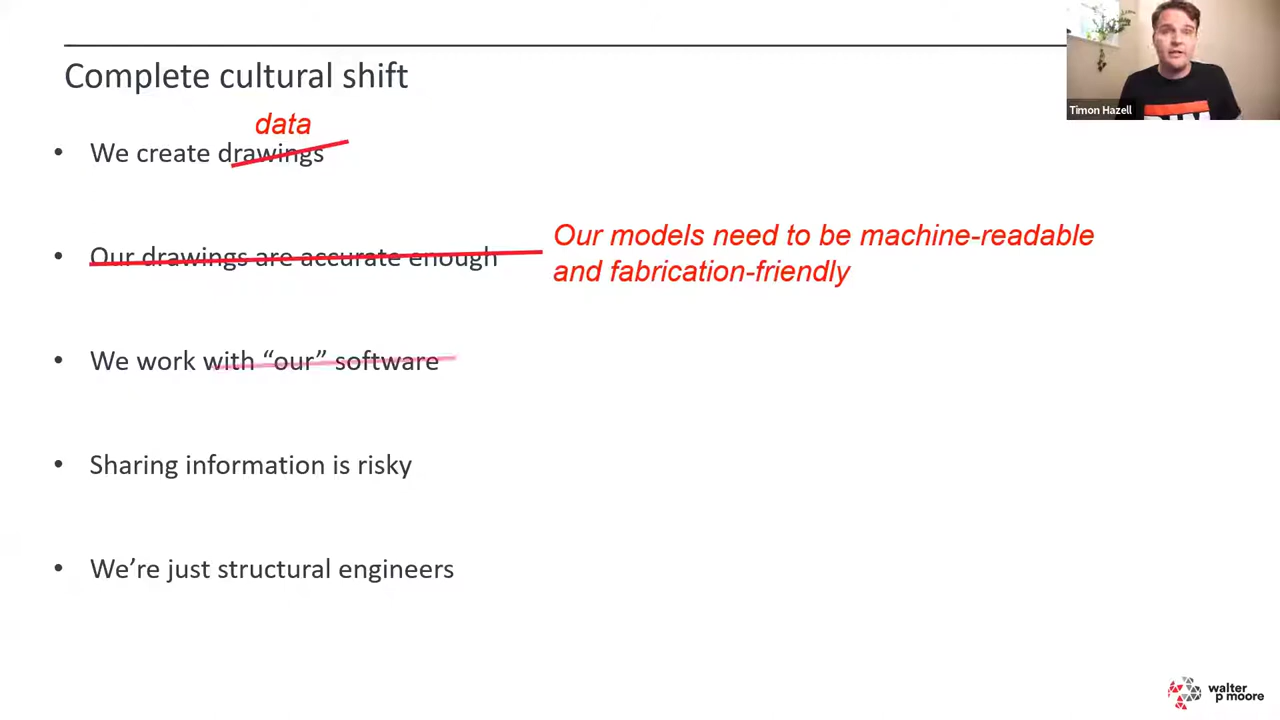 Complete cultural shift
data
• We create drawings
• Our drawings are accurate enough
Our models need to be machine-readable
and fabrication-friendly
• We work with “our” software
• Sharing information is risky
• We’re just structural engineers
Timon Hazell
walter
p moore